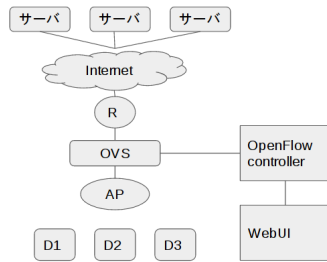 サーバ サーバ サーバ
Internet
R
OVS
OpenFlow
controller
AP
WebUI
D1 D2 D3